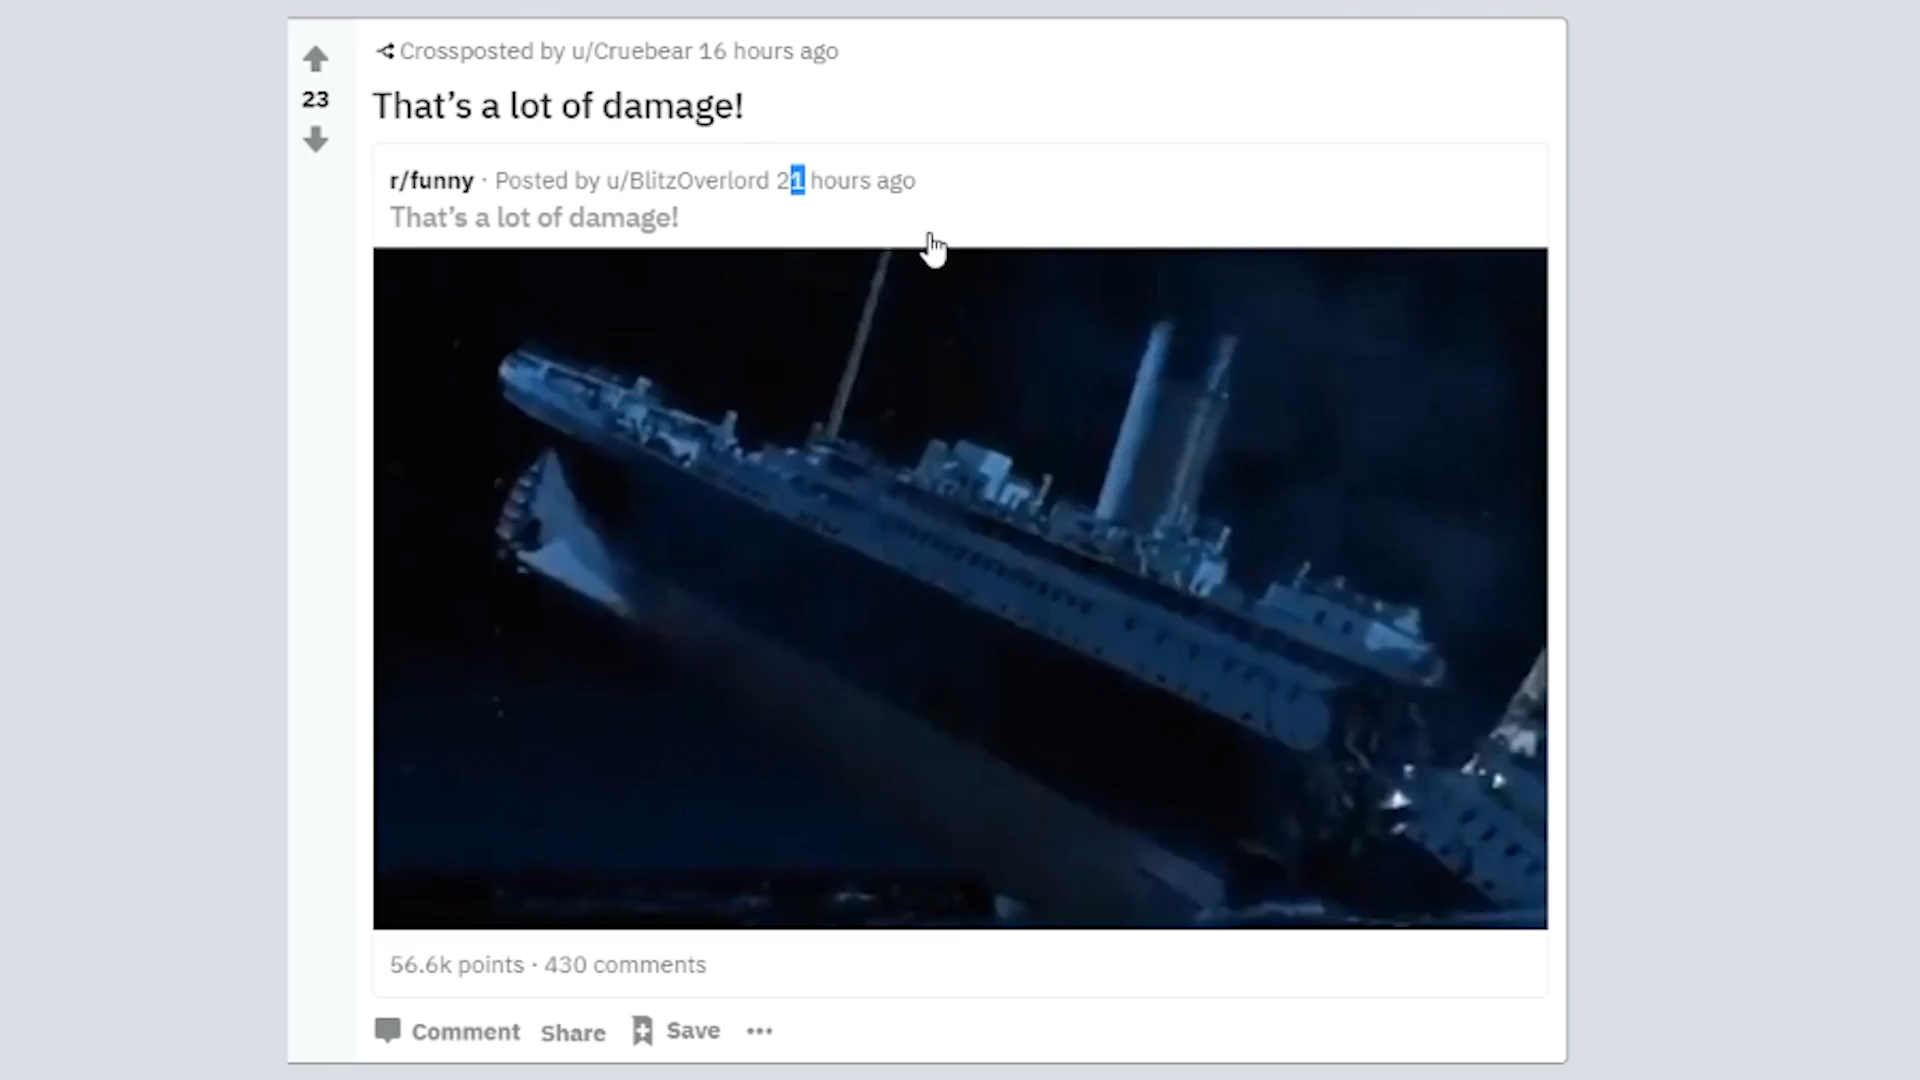 Crossposted by u/Cruebear 16 hours ago
23
That's a lot of damage!
r/funny · Posted by u/BlitzOverlord 21 hours ago
That's a lot of damage!
56.6k points · 430 comments
Comment Share Save ···